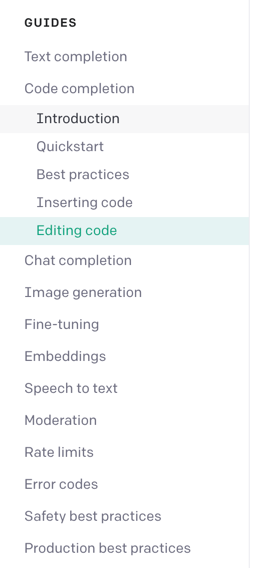 GUIDES
Text completion
Code completion
Introduction
Quickstart
Best practices
Inserting code
Editing code
Chat completion
Image generation
Fine-tuning
Embeddings
Speech to text
Moderation
Rate limits
Error codes
Safety best practices
Production best practices